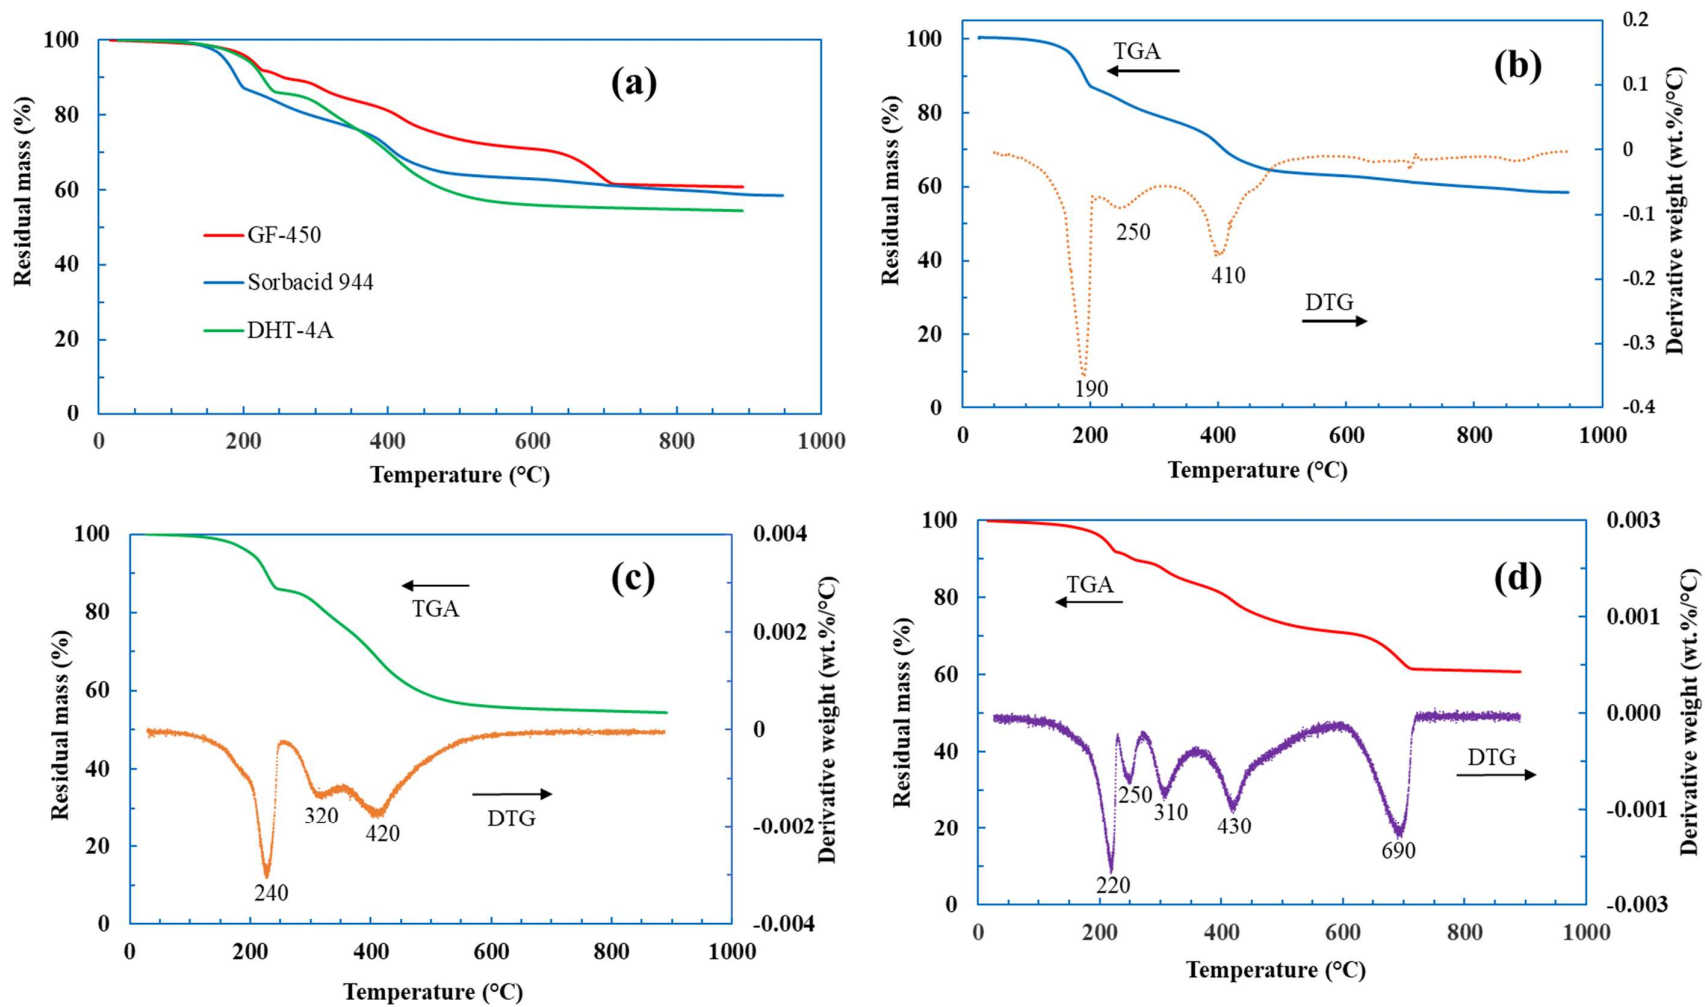 (a)
100
80
60
40
20
0
Residual mass (%)
GF-450
Sorbacid 944
DHT-4A
0 200 400 600 800 1000
Temperature (°C)
(b)
100
80
60
40
20
0
Residual mass (%)
TGA
250
410
190
DTG
0.2
0.1
0
-0.1
-0.2
-0.3
-0.4
Derivative weight (wt.%/°C)
0 200 400 600 800 1000
Temperature (°C)
(c)
100
80
60
40
20
0
Residual mass (%)
TGA
320
420
240
DTG
0.004
0.002
0
-0.002
-0.004
Derivative weight (wt.%/°C)
0 200 400 600 800 1000
Temperature (°C)
(d)
100
80
60
40
20
0
Residual mass (%)
TGA
DTG
250
310
430
690
220
0.003
0.001
0.000
-0.001
-0.003
Derivative weight (wt.%/°C)
0 200 400 600 800 1000
Temperature (°C)